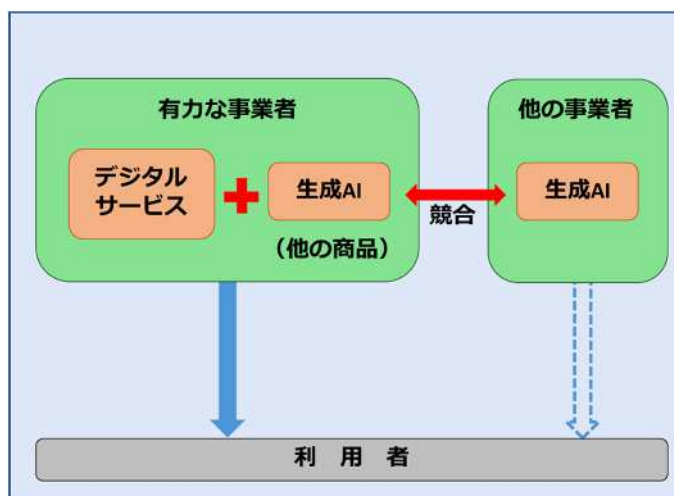 有力な事業者
他の事業者
デジタル
サービス
生成AI
生成AI
競合
（他の商品）
利 用 者